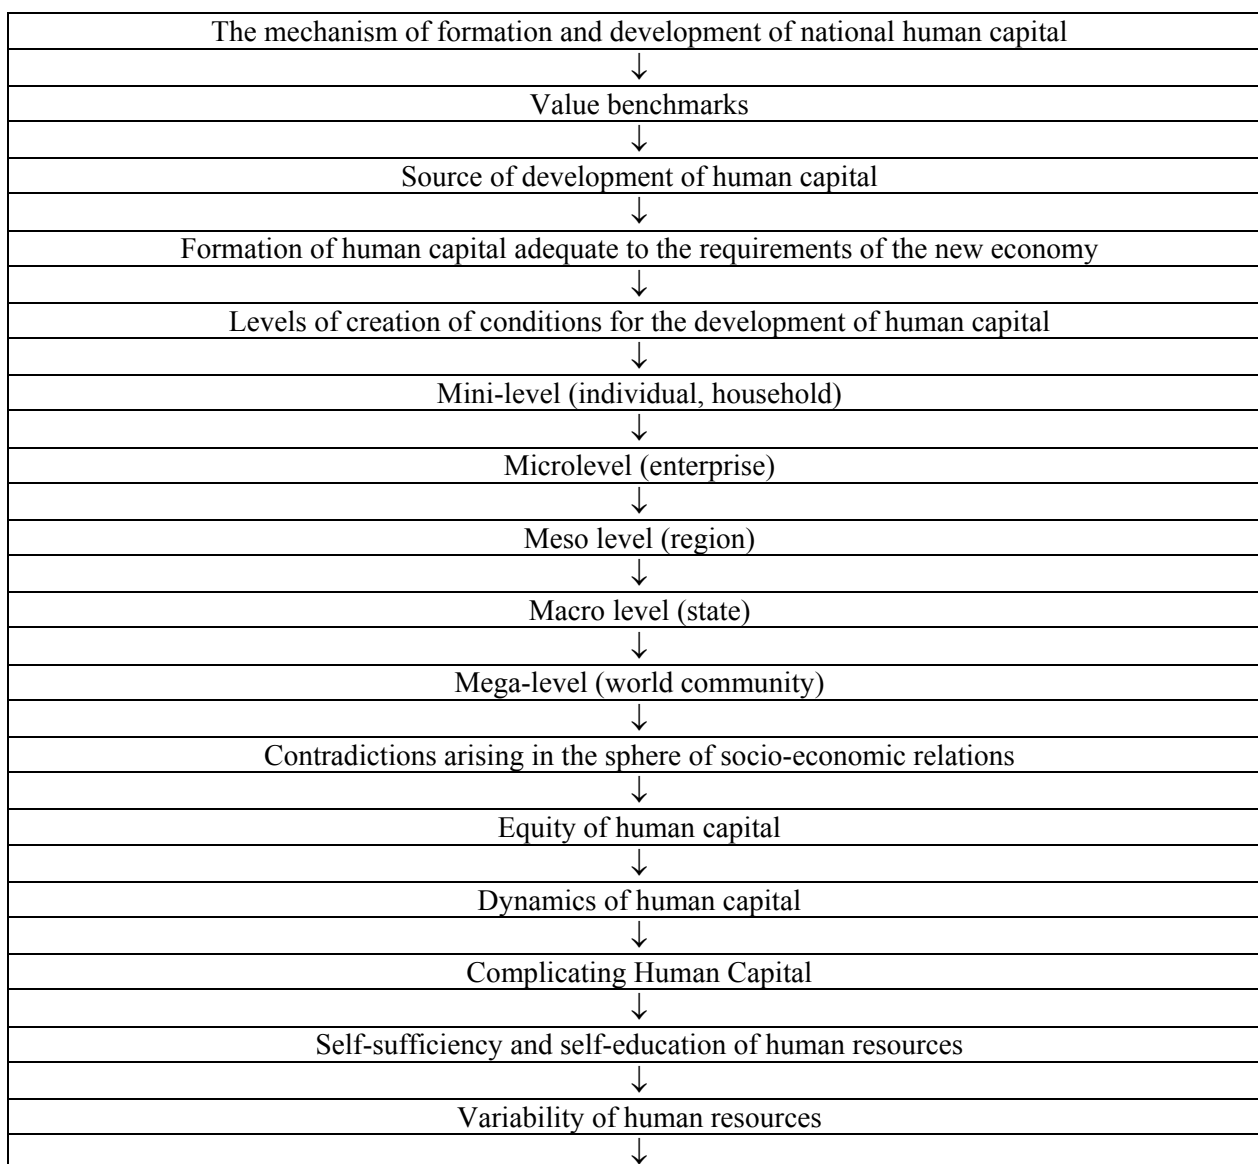 The mechanism of formation and development of national human capital
↓
Value benchmarks
↓
Source of development of human capital
↓
Formation of human capital adequate to the requirements of the new economy
↓
Levels of creation of conditions for the development of human capital
↓
Mini-level (individual, household)
↓
Microlevel (enterprise)
↓
Meso level (region)
↓
Macro level (state)
↓
Mega-level (world community)
↓
Contradictions arising in the sphere of socio-economic relations
↓
Equity of human capital
↓
Dynamics of human capital
↓
Complicating Human Capital
↓
Self-sufficiency and self-education of human resources
↓
Variability of human resources
↓